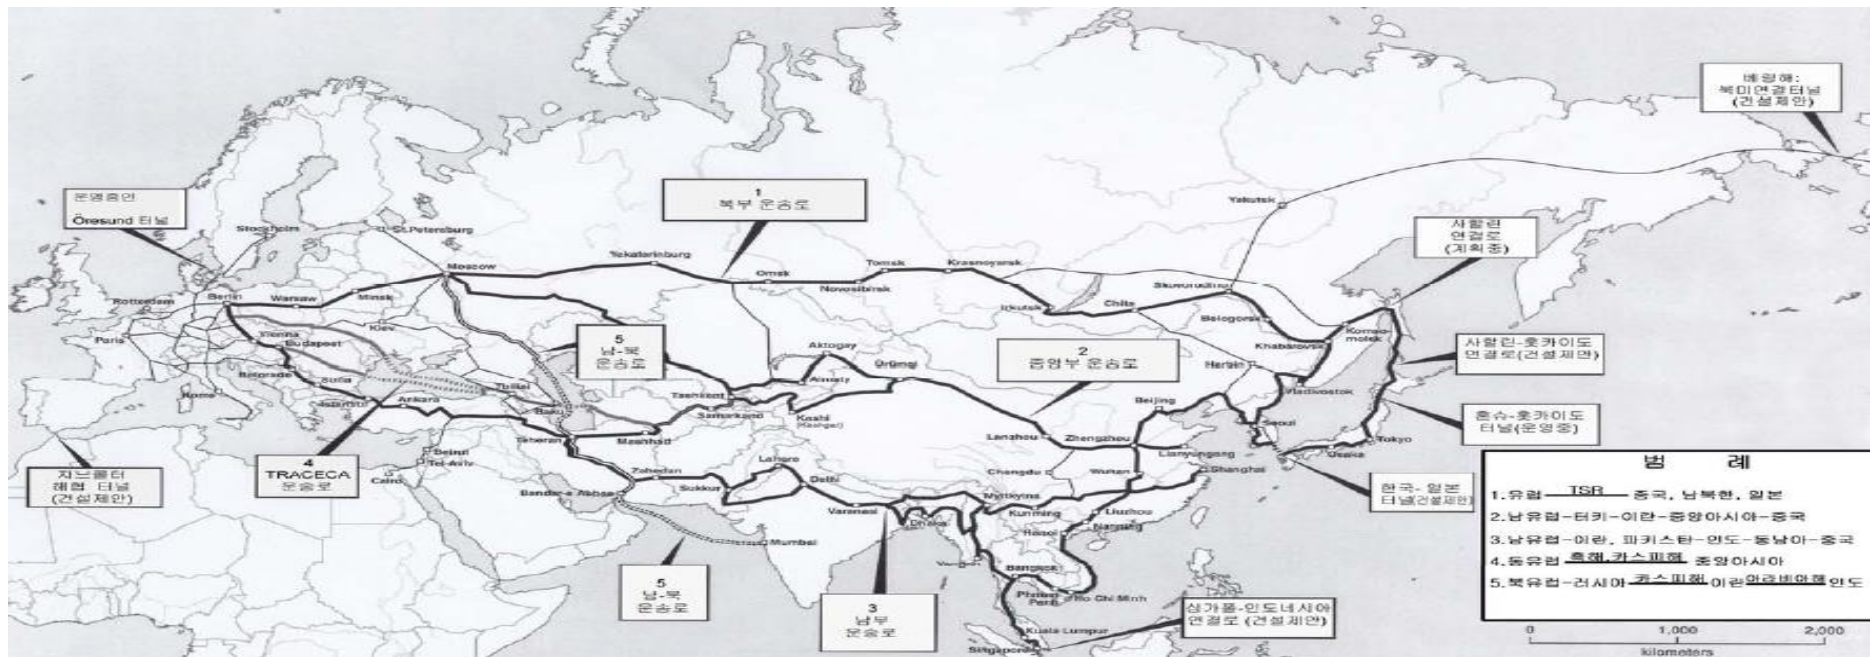 베링해:
북미연결터널
(건설제안)
운영중인
Öresund 터널
1
북부 운송로
사할린
연결로
(계획중)
5
남-북
운송로
2
중앙부 운송로
사할린-홋카이도
연결로(건설제안)
혼슈-홋카이도
터널(운영중)
한국-일본
터널(건설제안)
해협 터널
(건설제안)
4
TRACECA
운송로
5
남-북
운송로
3
남부
운송로
싱가폴-인도네시아
연결로 (건설제안)
Stockholm
St.Petersburg
Moscow
Yekaterinburg
Omsk
Tomsk
Novosibirsk
Krasnoyarsk
Irkutsk
Chita
Skovorodino
Yakutsk
Belogorsk
Khabarovsk
Komso-
molsk
Harbin
Vladivostok
Rotterdam
Berlin
Warsaw
Minsk
Paris
Vienna
Kiev
Budapest
Belgrade
Sofia
Rome
Istanbul
Ankara
Tbilisi
Baku
Tashkent
Samarkand
Almaty
Aktogay
Ürümqi
Kashi
(Kashgar)
Teheran
Mashhad
Beirut
Tel-Aviv
Cairo
Zahedan
Bandar-e Abbas
Sukkur
Lahore
Delhi
Varanasi
Dhaka
Mumbai
Beijing
Seoul
Tokyo
Osaka
Lanzhou
Zhengzhou
Lianyungang
Chengdu
Wuhan
Shanghai
Myitkyina
Kunming
Liuzhou
Nanning
Hanoi
Bangkok
Phnom
Penh
Ho Chi Minh
Kuala Lumpur
Singapore
범 례
1.유럽 TSR 중국, 남북한, 일본
2.남유럽-터키-이란-중앙아시아-중국
3.남유럽-이란, 파키스탄-인도-동남아-중국
4.동유럽 흑해,카스피해 중앙아시아
5.북유럽-러시아 카스피해 이란 아라비아해 인도
0 1,000 2,000
kilometers